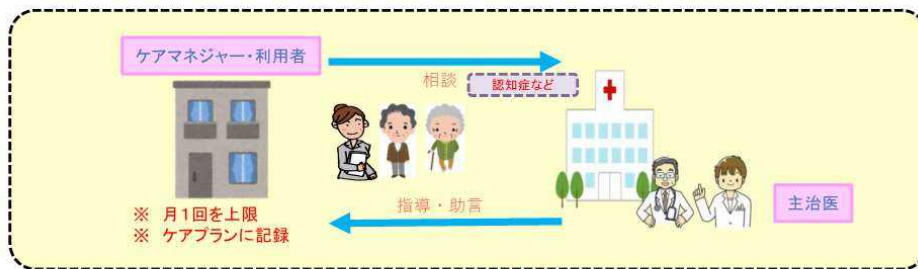 ケアマネジャー・利用者
相談
認知症など
指導・助言
主治医
※ 月1回を上限
※ ケアプランに記録